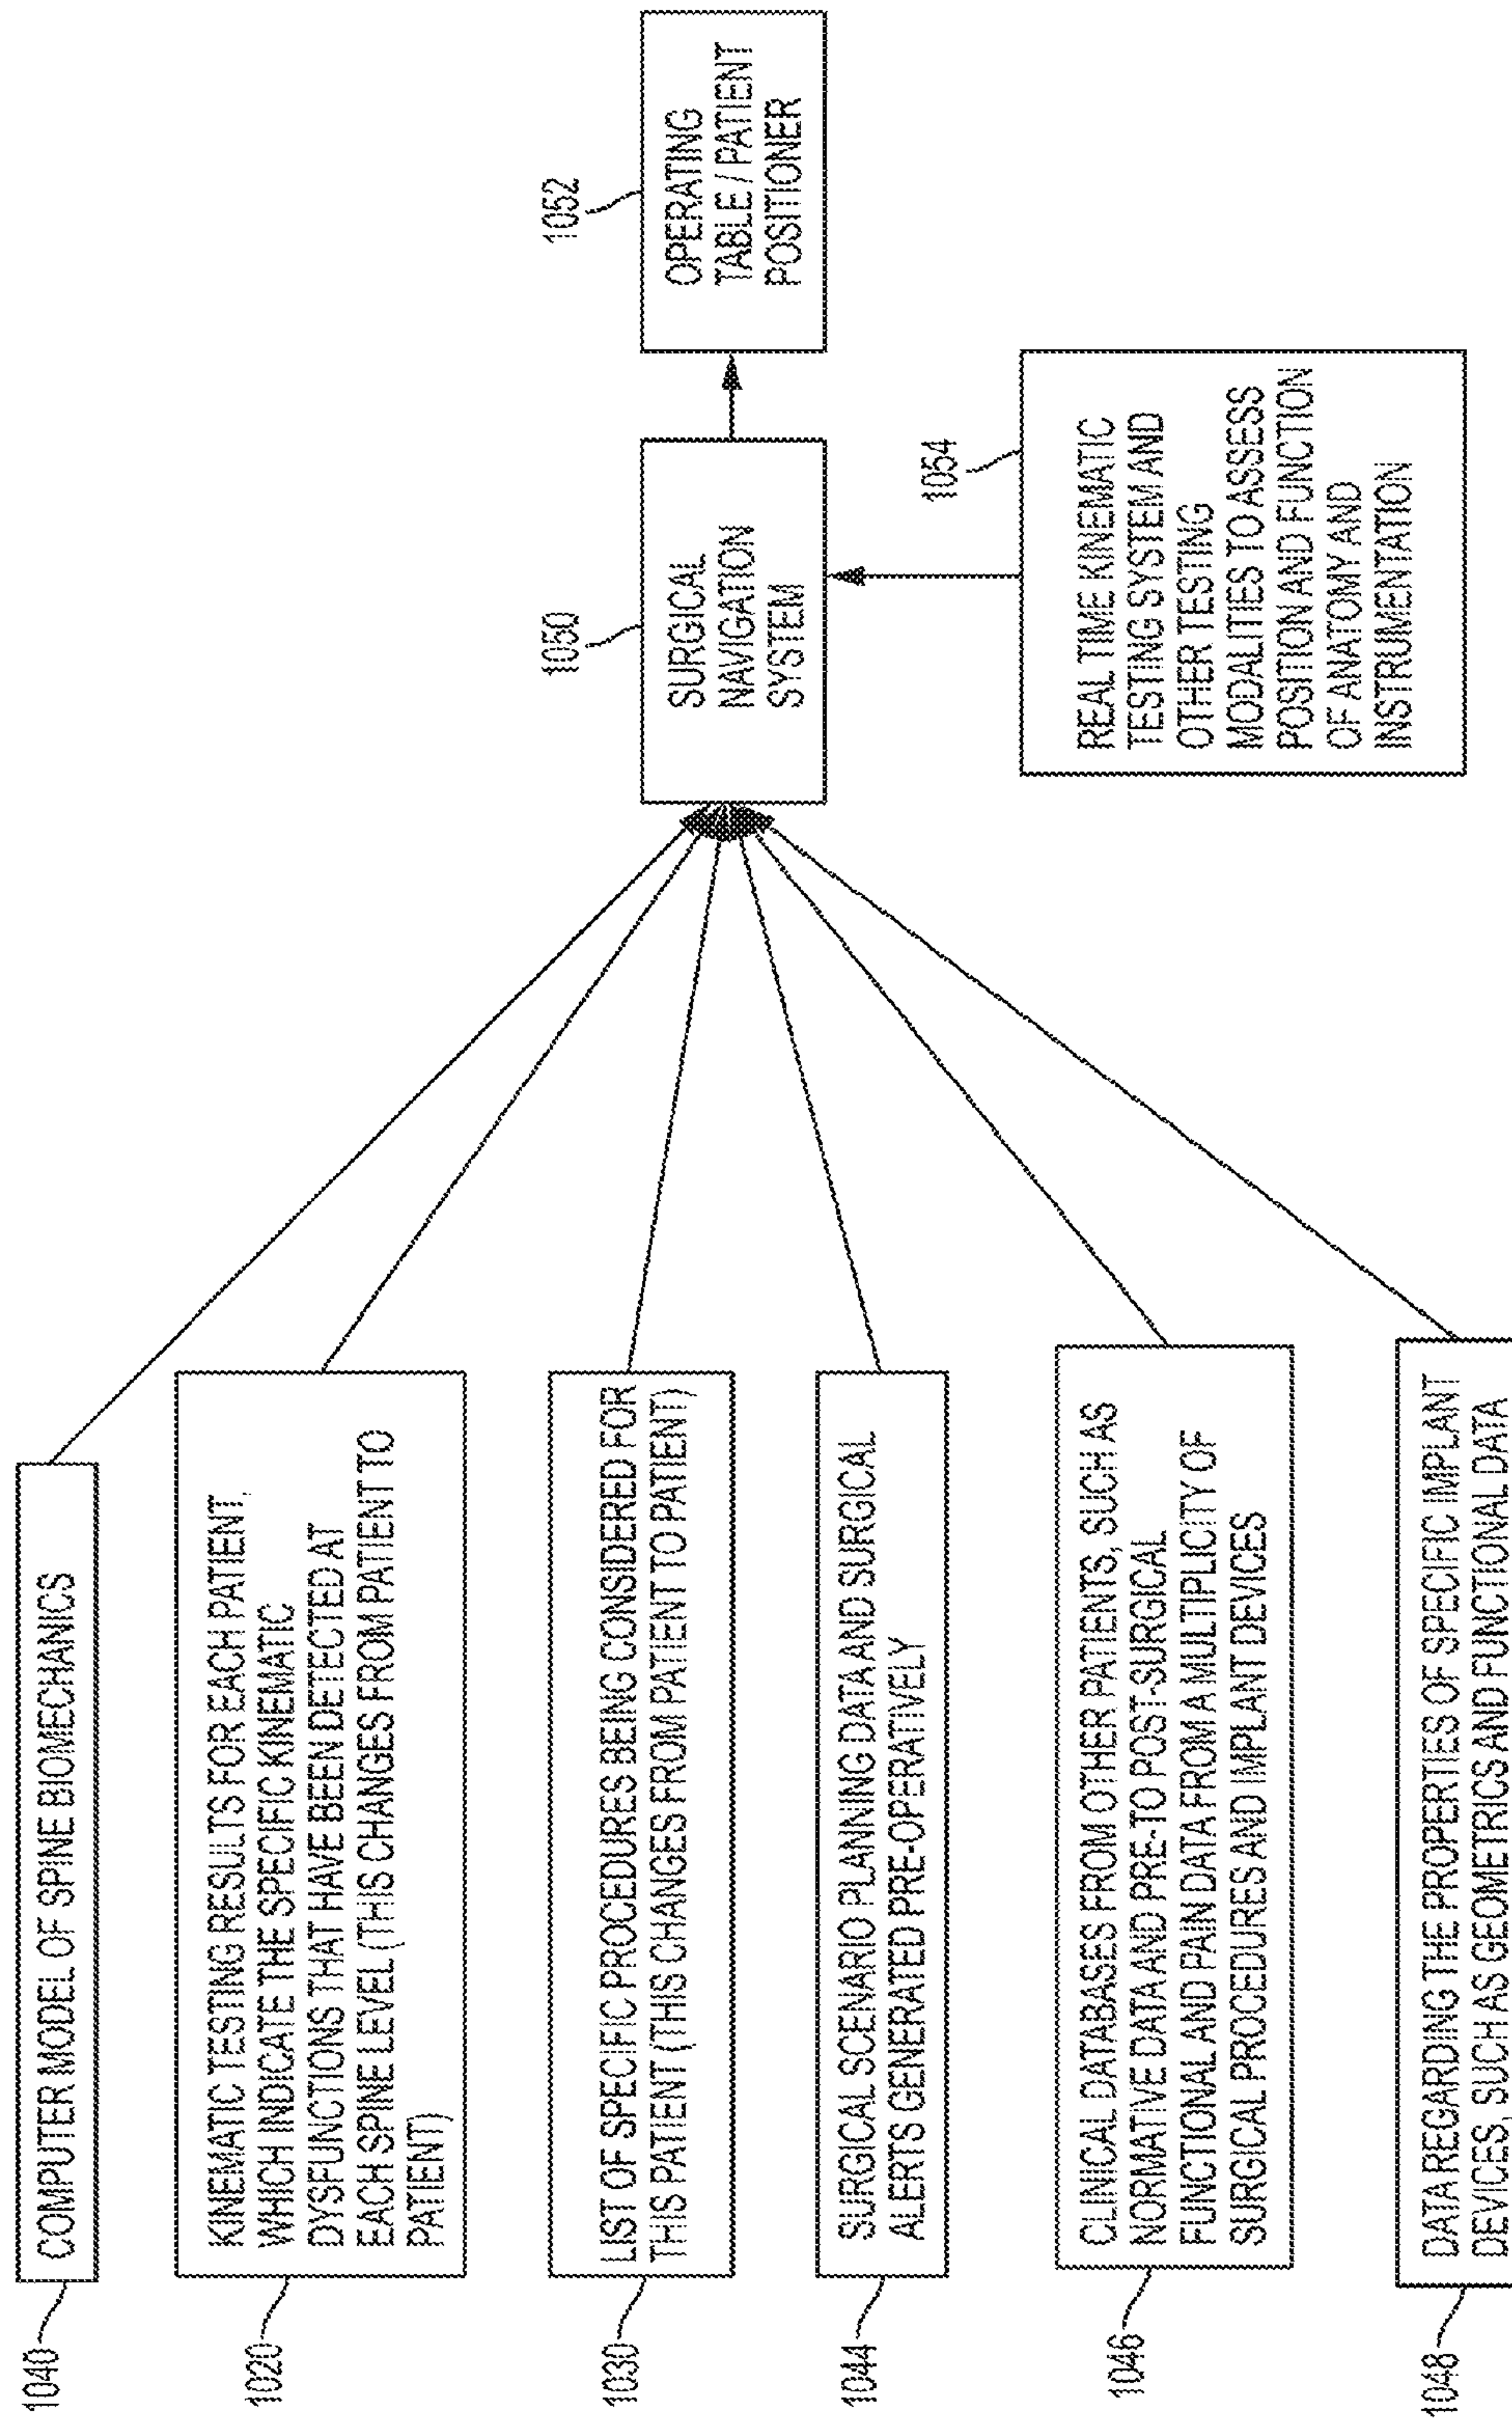 1040
COMPUTER MODEL OF SPINE BIOMECHANICS
1020
KINEMATIC TESTING RESULTS FOR EACH PATIENT,
WHICH INDICATE THE SPECIFIC KINEMATIC
DYSFUNCTIONS THAT HAVE BEEN DETECTED AT
EACH SPINE LEVEL (THIS CHANGES FROM PATIENT TO
PATIENT)
1030
LIST OF SPECIFIC PROCEDURES BEING CONSIDERED FOR
THIS PATIENT (THIS CHANGES FROM PATIENT TO PATIENT)
1044
SURGICAL SCENARIO PLANNING DATA AND SURGICAL
ALERTS GENERATED PRE-OPERATIVELY
1046
CLINICAL DATABASES FROM OTHER PATIENTS, SUCH AS
NORMATIVE DATA AND PRE-TO POST-SURGICAL
FUNCTIONAL AND PAIN DATA FROM A MULTIPLICITY OF
SURGICAL PROCEDURES AND IMPLANT DEVICES
1048
DATA REGARDING THE PROPERTIES OF SPECIFIC IMPLANT
DEVICES, SUCH AS GEOMETRICS AND FUNCTIONAL DATA
1050
SURGICAL
NAVIGATION
SYSTEM
1052
OPERATING
TABLE / PATIENT
POSITIONER
1054
REAL TIME KINEMATIC
TESTING SYSTEM AND
OTHER TESTING
MODALITIES TO ASSESS
POSITION AND FUNCTION
OF ANATOMY AND
INSTRUMENTATION